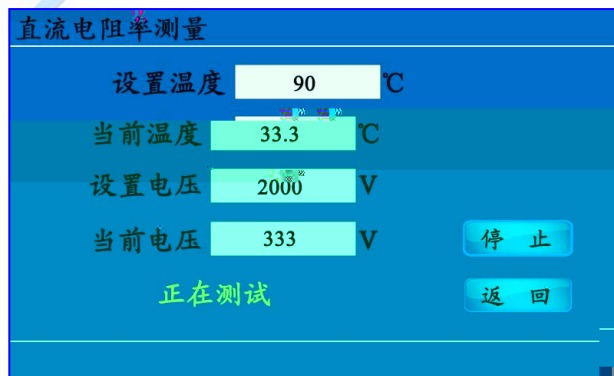 直流电阻率测量
设置温度 90 ℃
当前温度 33.3 ℃
设置电压 2000 V
当前电压 333 V
停 止
正在测试
返 回